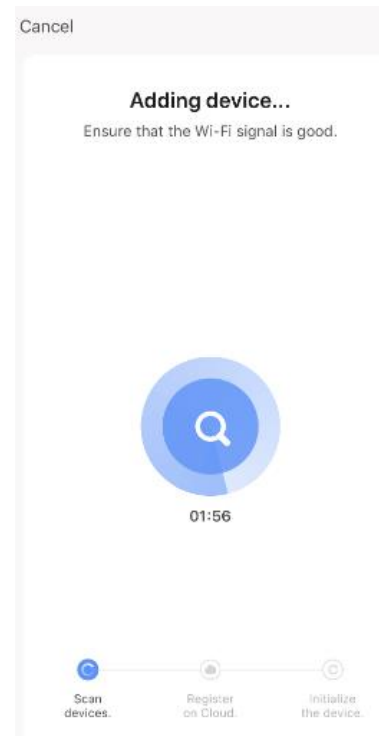 Cancel
Adding device...
Ensure that the Wi-Fi signal is good.
01:56
Scan
devices.
Register
on Cloud.
Initialize
the device.